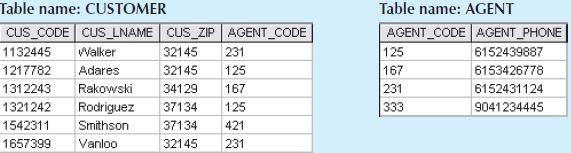 Table name: CUSTOMER
CUS_CODE CUS_LNAME CUS_ZIP AGENT_CODE
1132445 Walker 32145 231
1217782 Adares 32145 125
1312243 Rakowski 34129 167
1321242 Rodriguez 37134 125
1542311 Smithson 37134 421
1657399 Vanloo 32145 231
Table name: AGENT
AGENT_CODE AGENT_PHONE
125 6152439887
167 6153426778
231 6152431124
333 9041234445